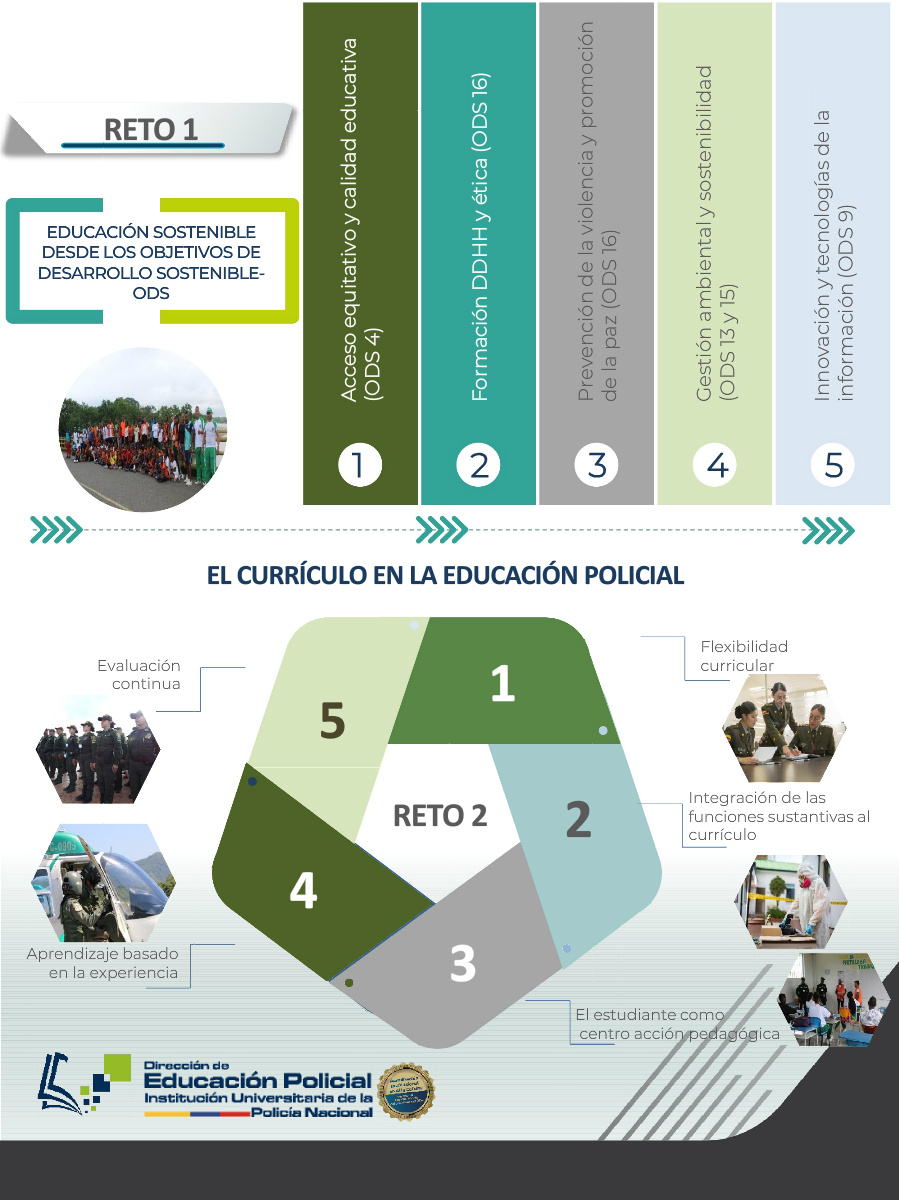 RETO 1
EDUCACIÓN SOSTENIBLE
DESDE LOS OBJETIVOS DE
DESARROLLO SOSTENIBLE-
ODS
Acceso equitativo y calidad educativa
(ODS 4)
1
Formación DDHH y ética (ODS 16)
2
Prevención de la violencia y promoción
de la paz (ODS 16)
3
Gestión ambiental y sostenibilidad
(ODS 13 y 15)
4
Innovación y tecnologías de la
información (ODS 9)
5
EL CURRÍCULO EN LA EDUCACIÓN POLICIAL
RETO 2
1
Flexibilidad
curricular
2
Integración de las
funciones sustantivas al
currículo
3
El estudiante como
centro acción pedagógica
4
Aprendizaje basado
en la experiencia
5
Evaluación
continua
Dirección de
Educación Policial
Institución Universitaria de la
Policía Nacional